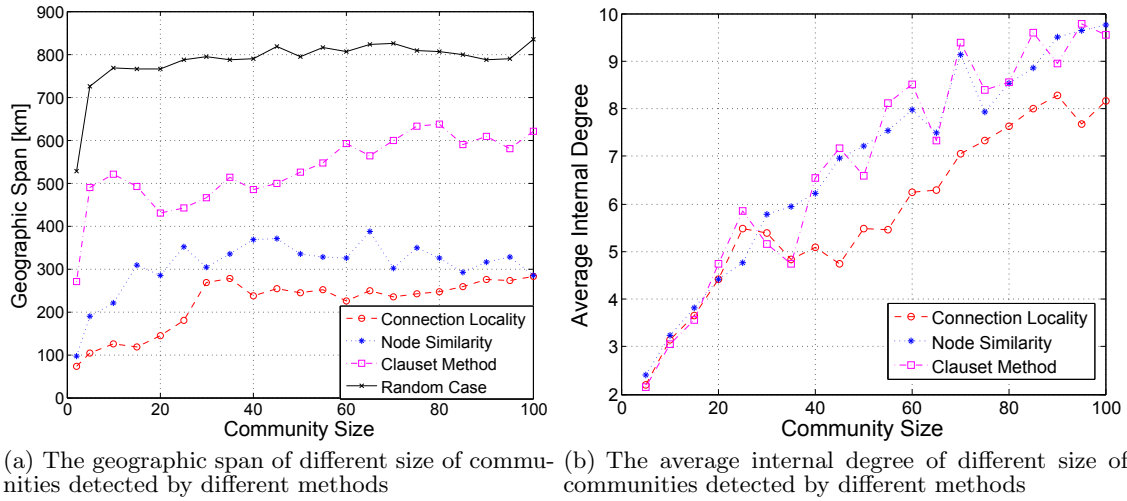 900
800
700
600
500
400
300
200
100
0
Geographic Span [km]
0 20 40 60 80 100
Community Size
Connection Locality
Node Similarity
Clauset Method
Random Case
(a) The geographic span of different size of commu-
nities detected by different methods
10
9
8
7
6
5
4
3
2
Average Internal Degree
0 20 40 60 80 100
Community Size
Connection Locality
Node Similarity
Clauset Method
(b) The average internal degree of different size of
communities detected by different methods